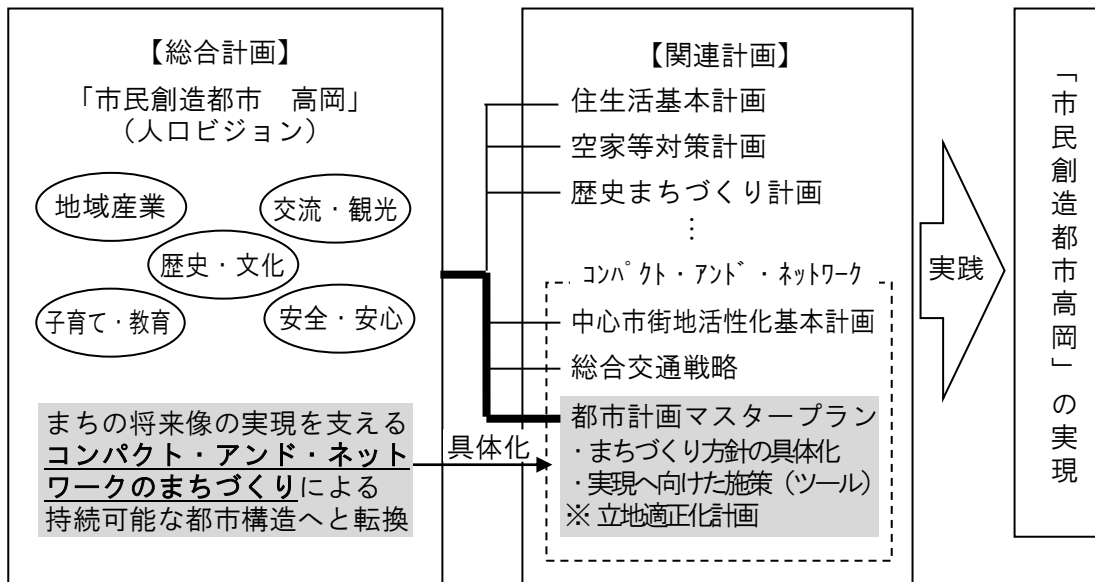 【総合計画】
「市民創造都市　高岡」
（人口ビジョン）
地域産業
交流・観光
歴史・文化
子育て・教育
安全・安心
まちの将来像の実現を支える
コンパクト・アンド・ネット
ワークのまちづくりによる
持続可能な都市構造へと転換
具体化
【関連計画】
住生活基本計画
空家等対策計画
歴史まちづくり計画
⋮
ｺﾝﾊﾟｸﾄ・ｱﾝﾄﾞ・ﾈｯﾄﾜｰｸ
中心市街地活性化基本計画
総合交通戦略
都市計画マスタープラン
・まちづくり方針の具体化
・実現へ向けた施策（ツール）
※ 立地適正化計画
実践
「市民創造都市高岡」の実現